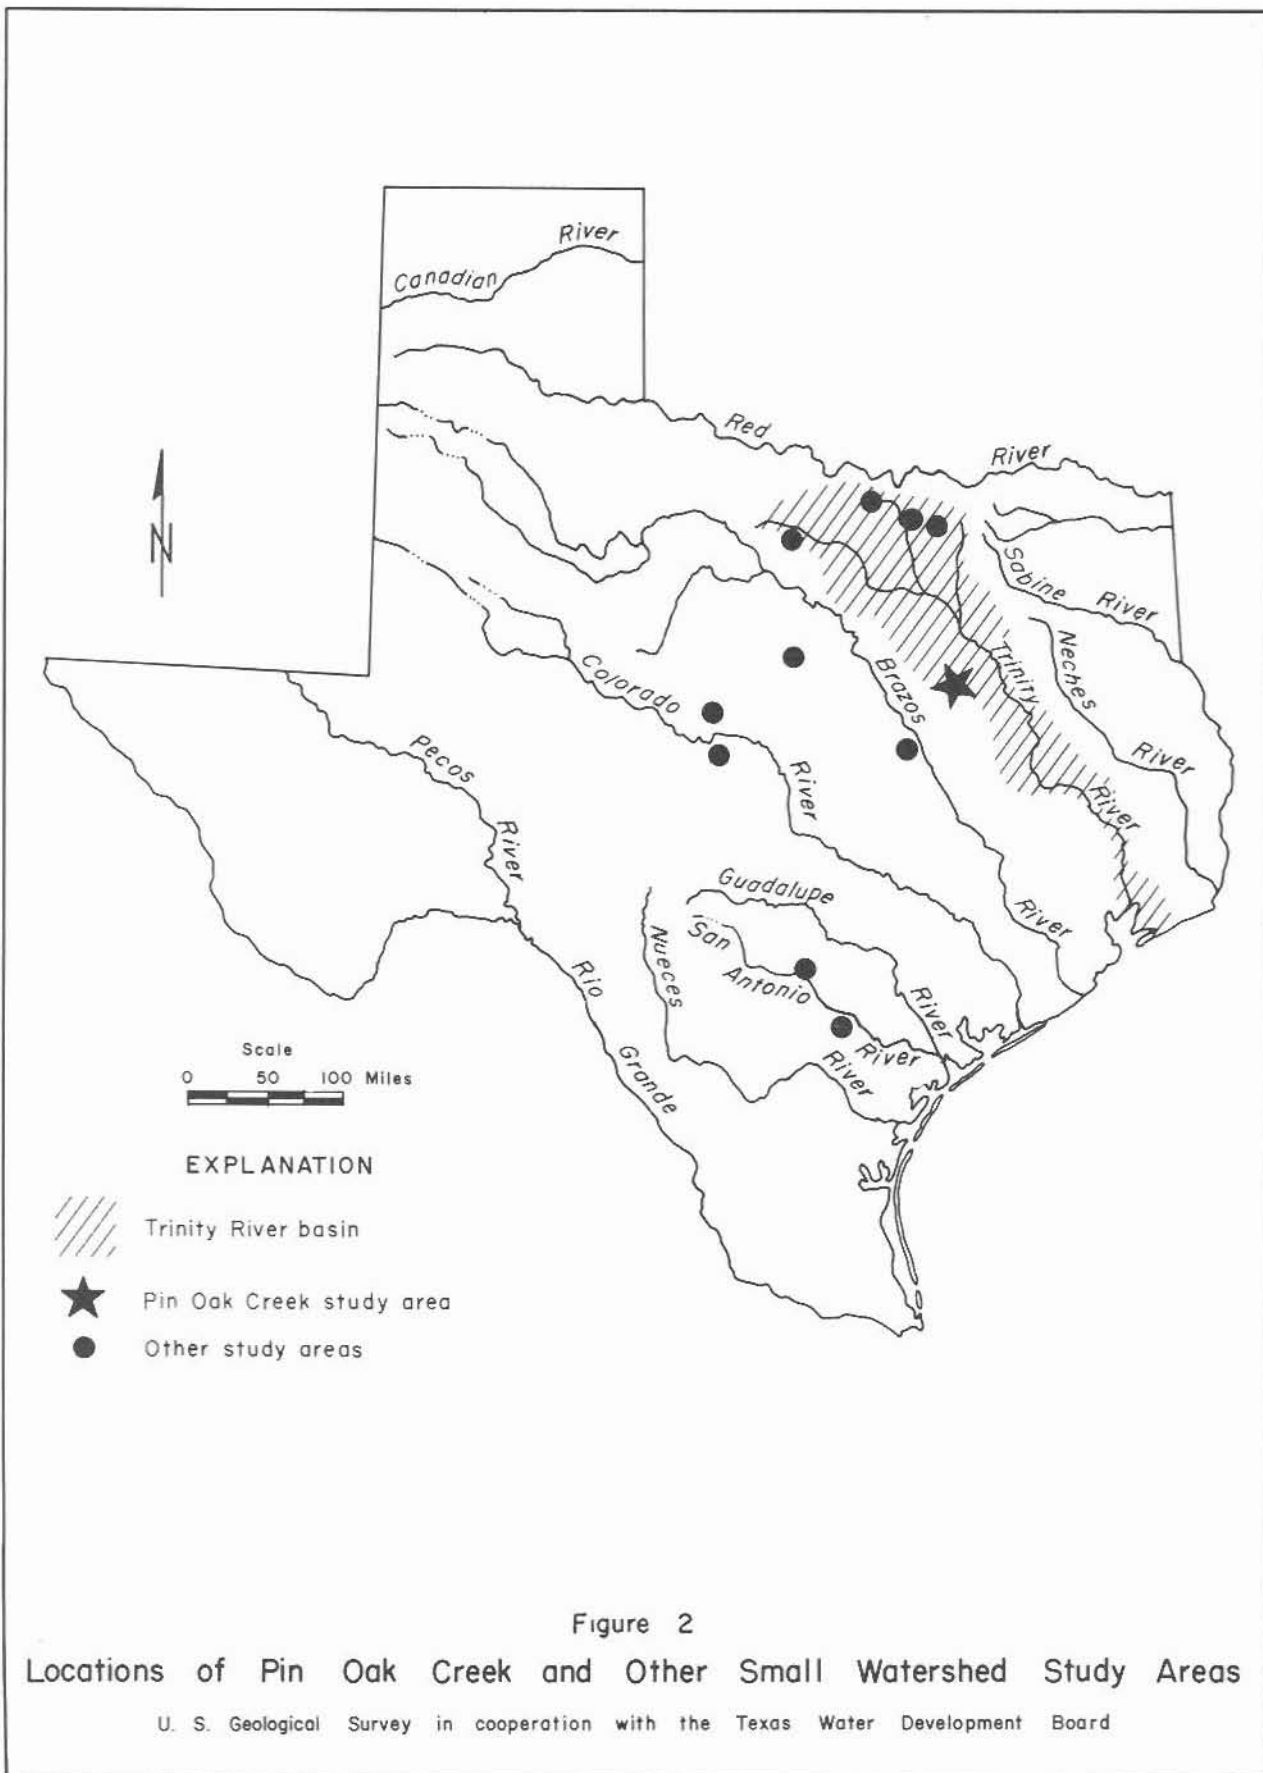 Canadian River
Red River
Sabine River
Neches River
Trinity River
Brazos River
Colorado River
Pecos River
Guadalupe River
San Antonio River
Nueces River
Rio Grande
N
Scale
0 50 100 Miles
EXPLANATION
Trinity River basin
Pin Oak Creek study area
Other study areas
Figure 2
Locations of Pin Oak Creek and Other Small Watershed Study Areas
U. S. Geological Survey in cooperation with the Texas Water Development Board